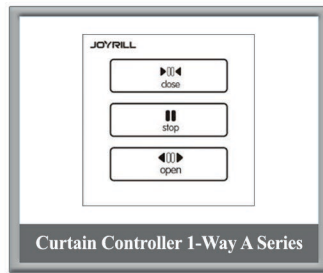 JOYRILL
close
stop
open
Curtain Controller 1-Way A Series